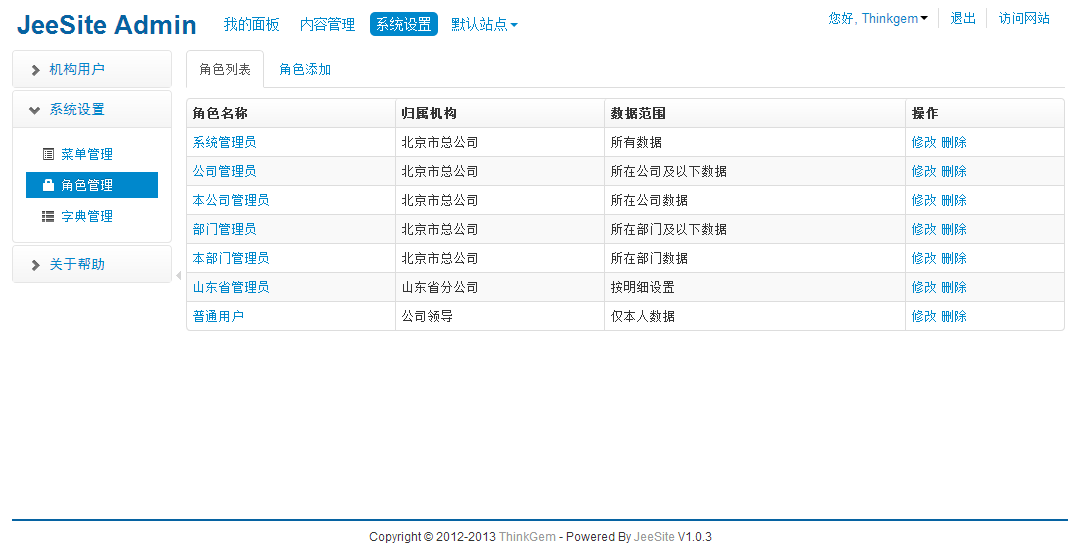 JeeSite Admin 我的面板 内容管理 系统设置 默认站点 您好, Thinkgem 退出 访问网站
机构用户
系统设置
菜单管理
角色管理
字典管理
关于帮助
角色列表 角色添加
角色名称 归属机构 数据范围 操作
系统管理员 北京市总公司 所有数据 修改 删除
公司管理员 北京市总公司 所在公司及以下数据 修改 删除
本公司管理员 北京市总公司 所在公司数据 修改 删除
部门管理员 北京市总公司 所在部门及以下数据 修改 删除
本部门管理员 北京市总公司 所在部门数据 修改 删除
山东省管理员 山东省分公司 按明细设置 修改 删除
普通用户 公司领导 仅本人数据 修改 删除
Copyright © 2012-2013 ThinkGem - Powered By JeeSite V1.0.3